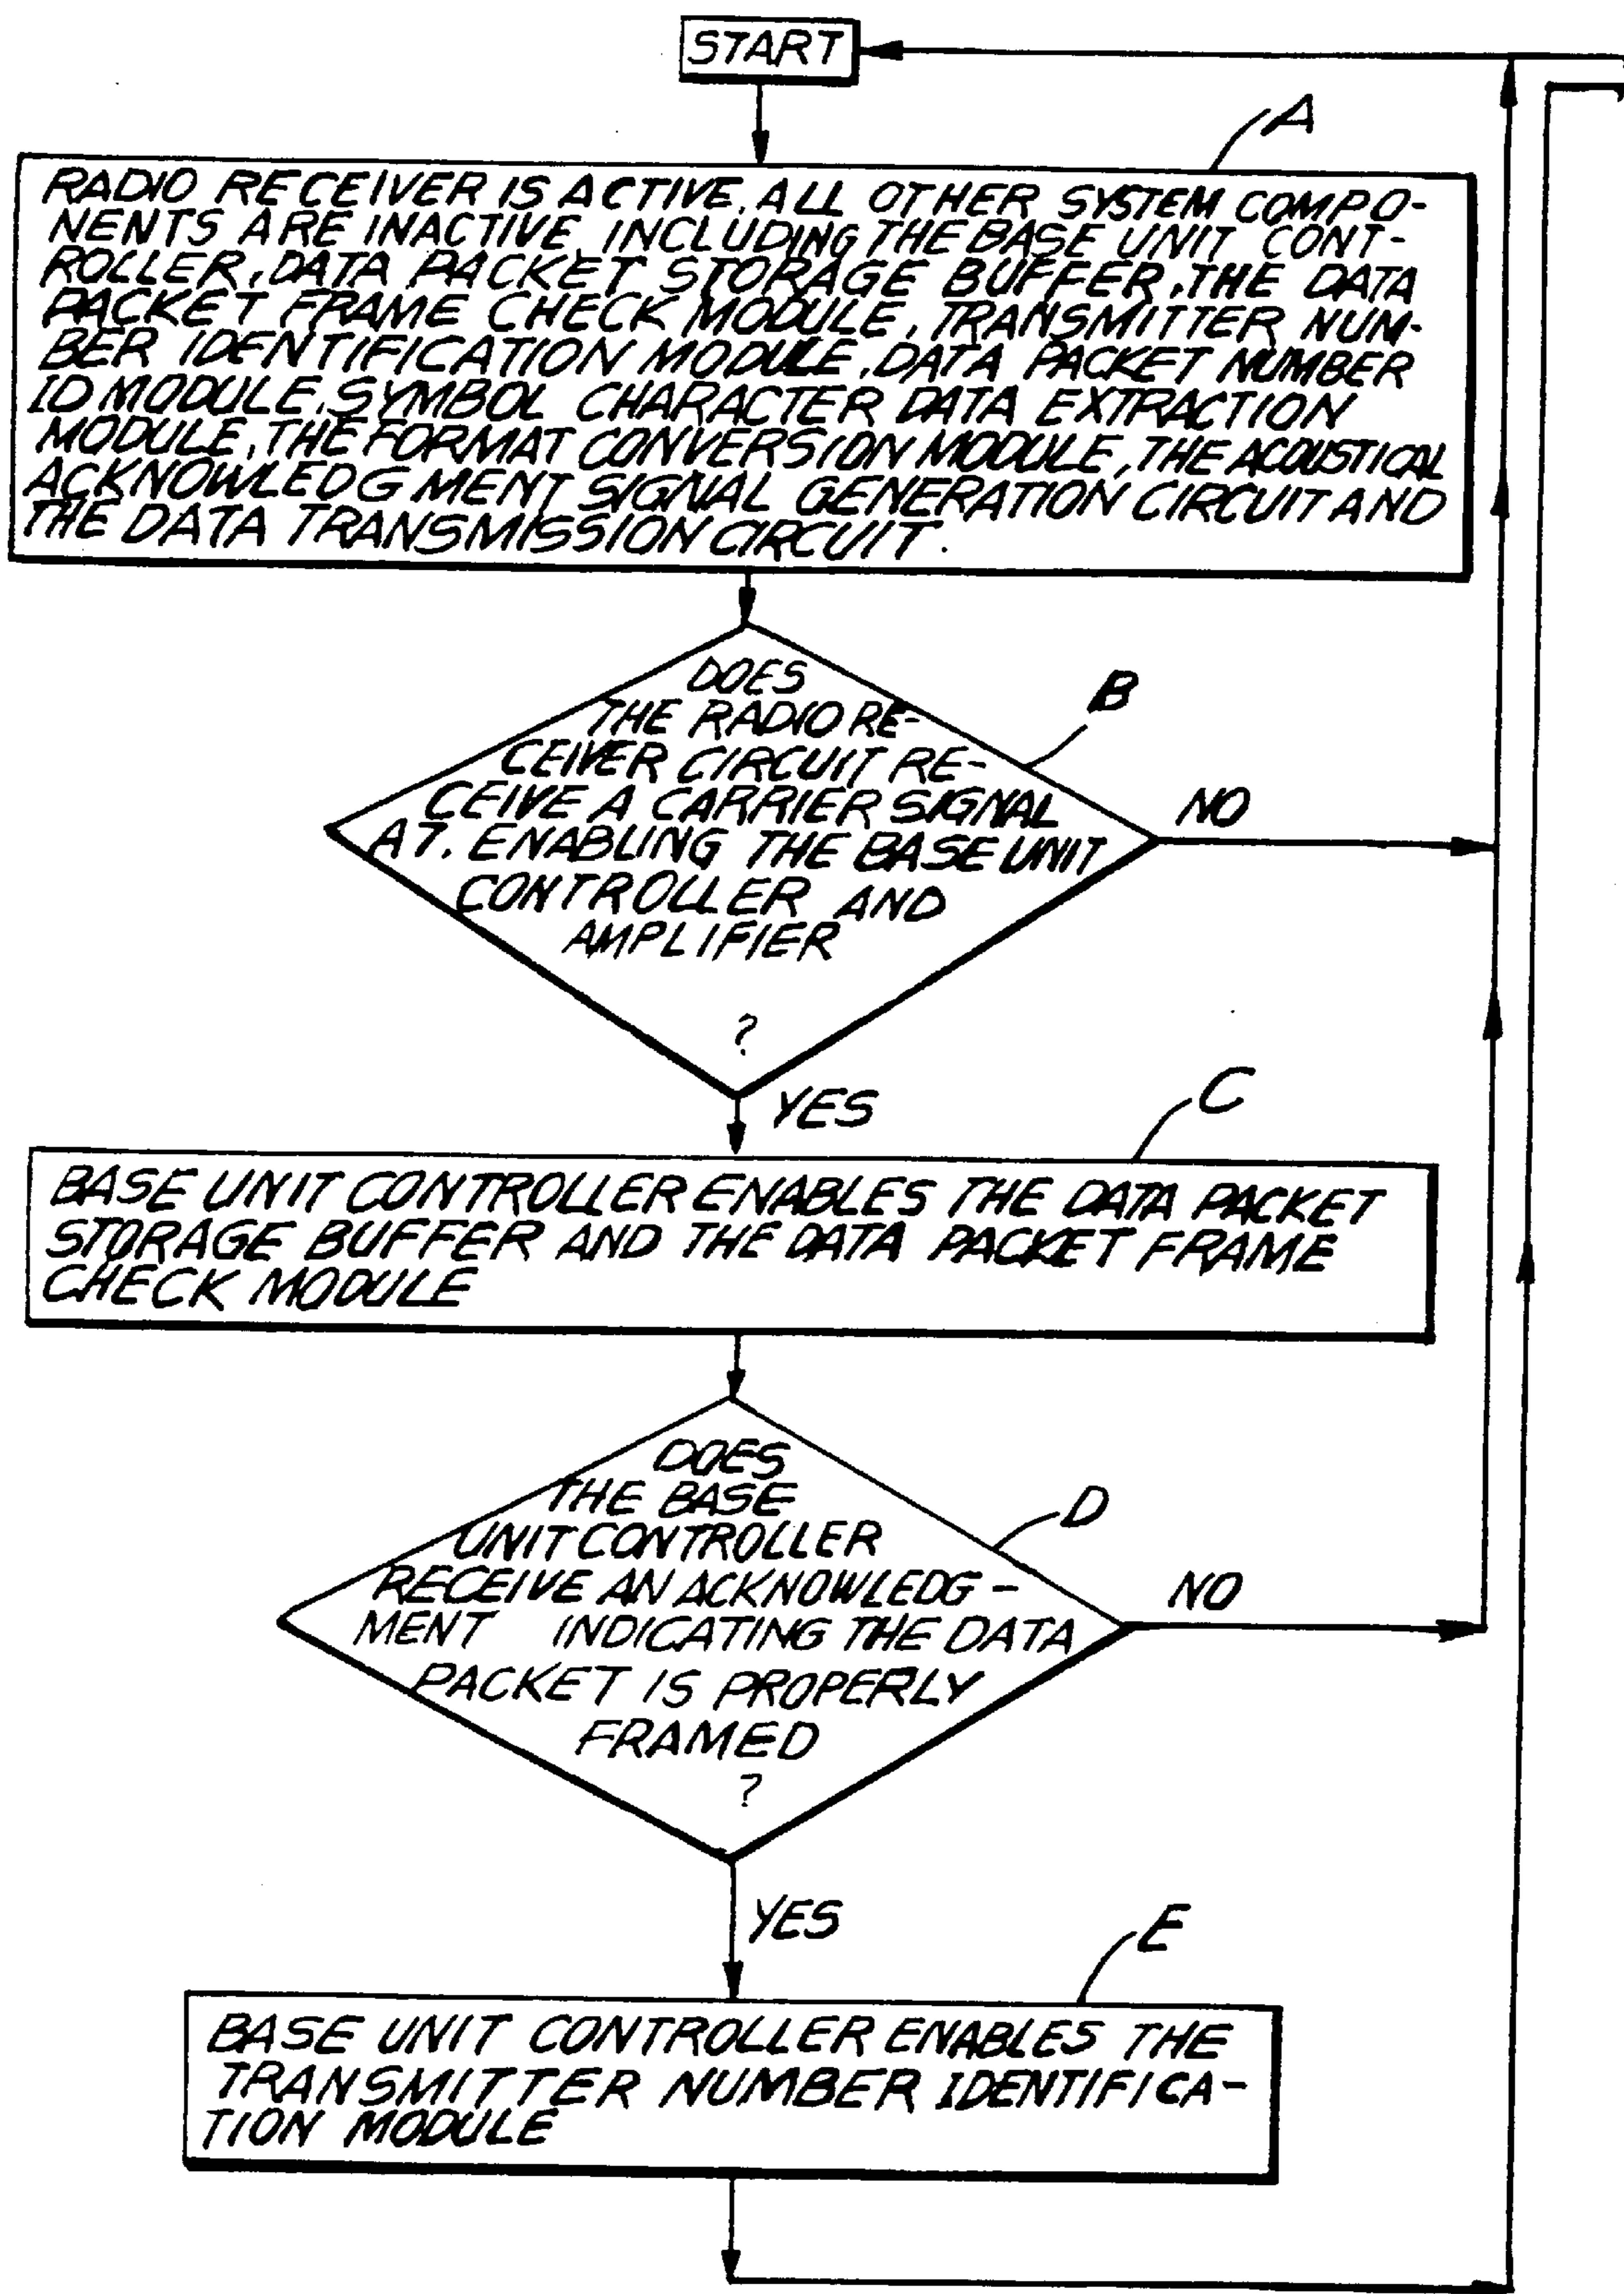 START
A
RADIO RECEIVER IS ACTIVE, ALL OTHER SYSTEM COMPO-
NENTS ARE INACTIVE, INCLUDING THE BASE UNIT CONT-
ROLLER, DATA PACKET STORAGE BUFFER, THE DATA
PACKET FRAME CHECK MODULE, TRANSMITTER NUM-
BER IDENTIFICATION MODULE, DATA PACKET NUMBER
ID MODULE, SYMBOL CHARACTER DATA EXTRACTION
MODULE, THE FORMAT CONVERSION MODULE, THE ACOUSTICAL
ACKNOWLEDGMENT SIGNAL GENERATION CIRCUIT AND
THE DATA TRANSMISSION CIRCUIT.
B
DOES
THE RADIO RE-
CEIVER CIRCUIT RE-
CEIVE A CARRIER SIGNAL
AT. ENABLING THE BASE UNIT
CONTROLLER AND
AMPLIFIER
?
NO
YES
C
BASE UNIT CONTROLLER ENABLES THE DATA PACKET
STORAGE BUFFER AND THE DATA PACKET FRAME
CHECK MODULE
D
DOES
THE BASE
UNIT CONTROLLER
RECEIVE AN ACKNOWLEDG-
MENT INDICATING THE DATA
PACKET IS PROPERLY
FRAMED
?
NO
YES
E
BASE UNIT CONTROLLER ENABLES THE
TRANSMITTER NUMBER IDENTIFICA-
TION MODULE